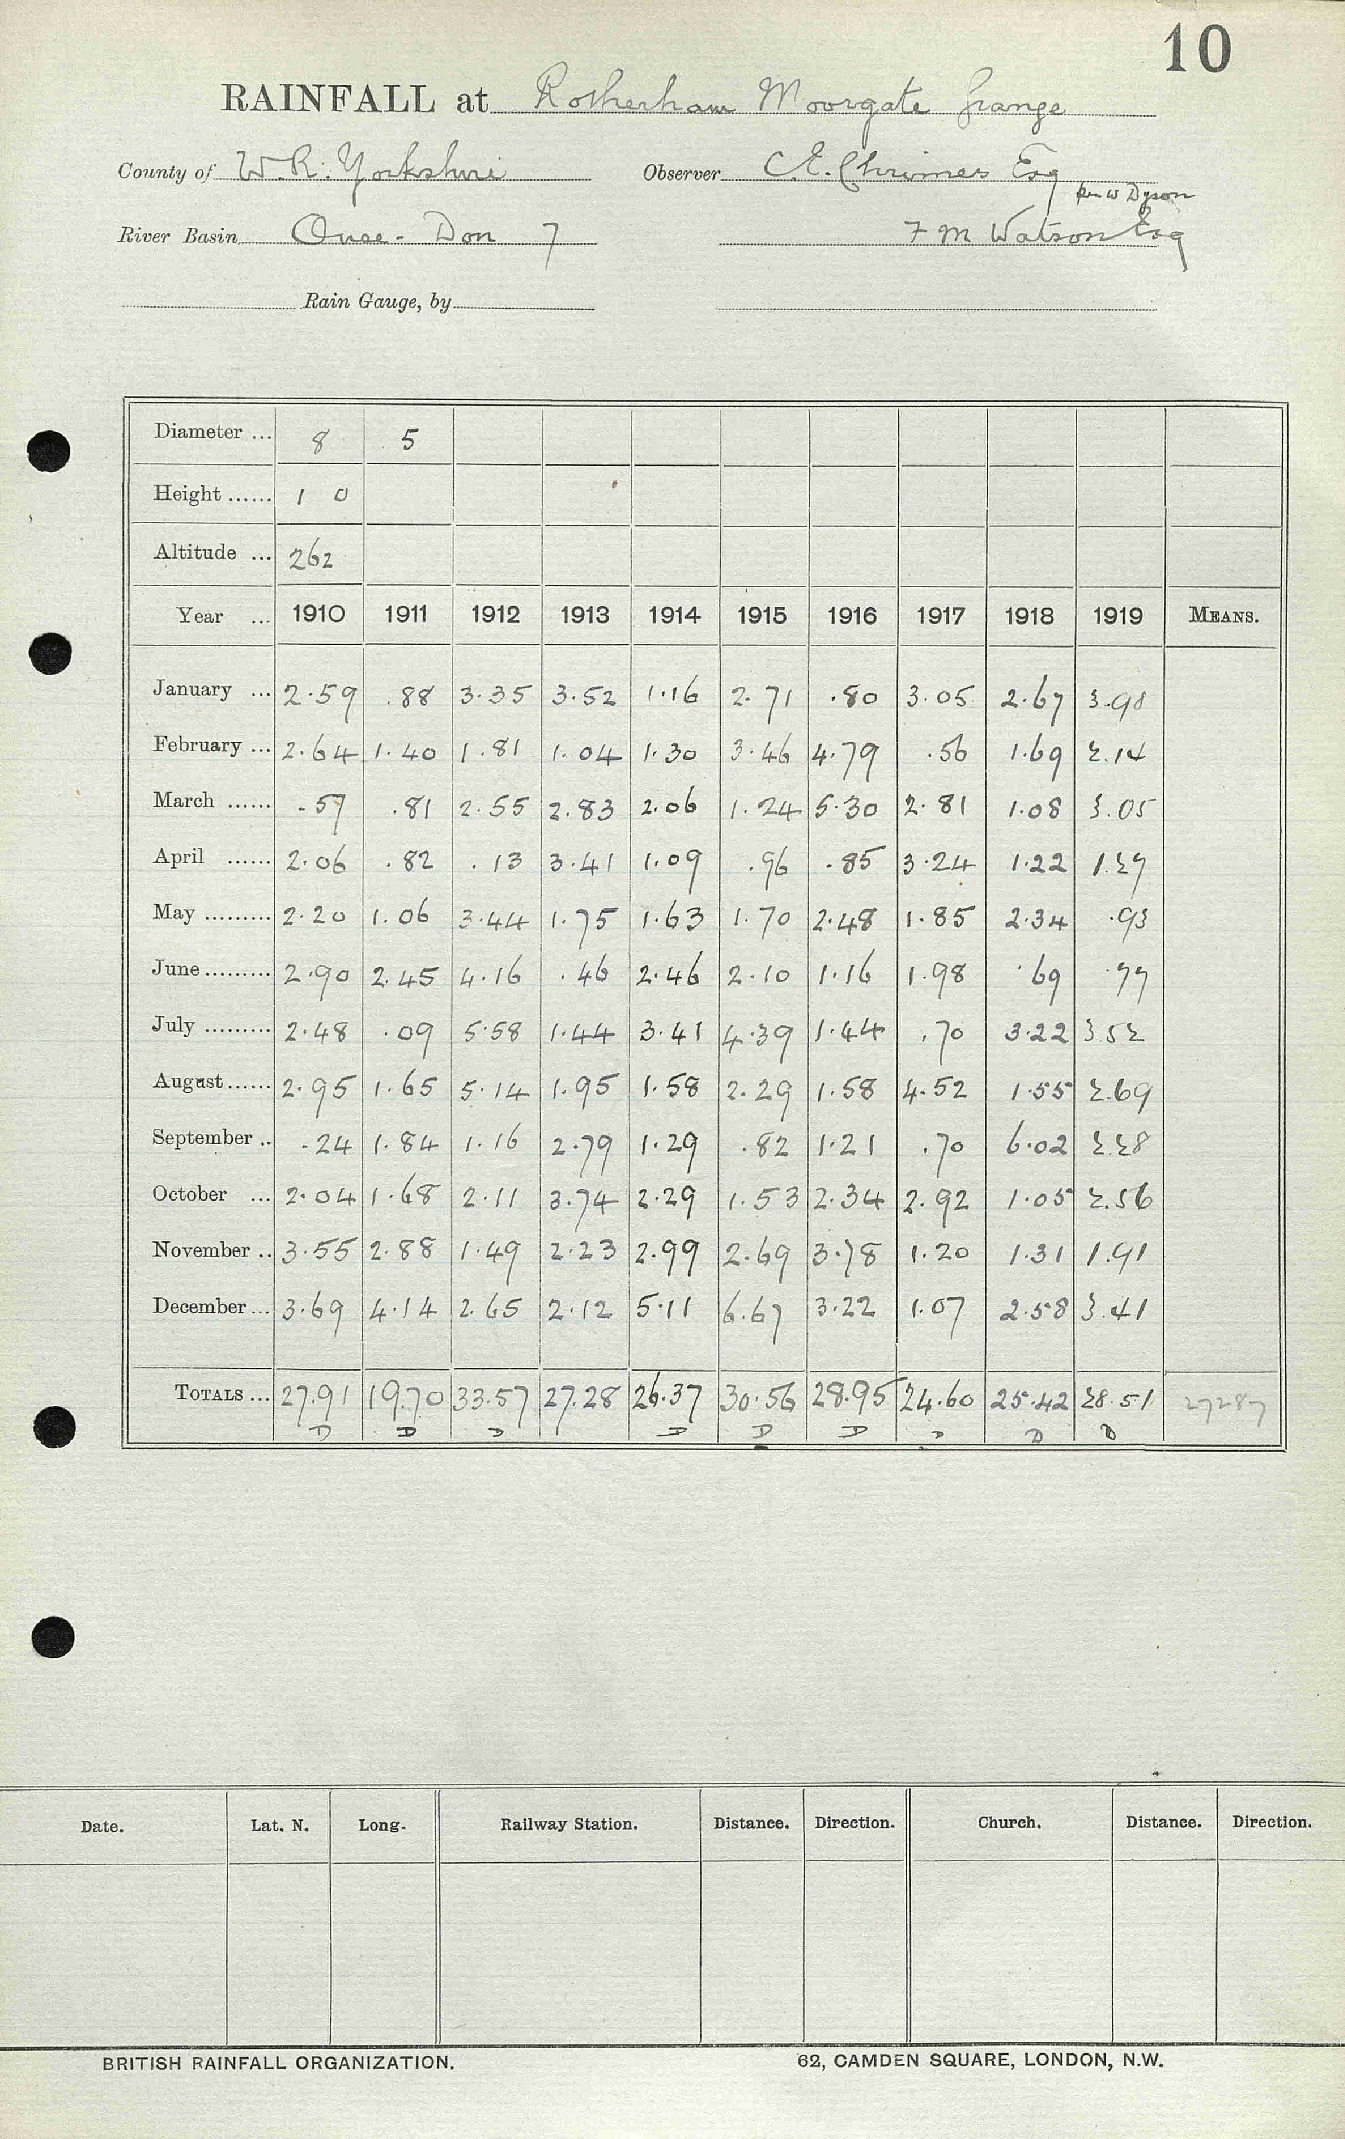 10
RAINFALL at Rotherham Moorgate Grange
County of W. R. Yorkshire Observer C. E. Chrimes Esq
Rev W Dyson
River Basin Ouse - Don 7 F M Watson Esq
Rain Gauge, by
Diameter ... 8 5
Height ...... 1 0
Altitude ... 262
Year ... 1910 1911 1912 1913 1914 1915 1916 1917 1918 1919 MEANS.
January ... 2.59 .88 3.35 3.52 1.16 2.71 .80 3.05 2.67 3.98
February ... 2.64 1.40 1.81 1.04 1.30 3.46 4.79 .56 1.69 2.14
March ...... .57 .81 2.55 2.83 2.06 1.24 5.30 2.81 1.08 3.05
April ...... 2.06 .82 .13 3.41 1.09 .96 .85 3.24 1.22 1.27
May ......... 2.20 1.06 3.44 1.75 1.63 1.70 2.48 1.85 2.34 .93
June ......... 2.90 2.45 4.16 .46 2.46 2.10 1.16 1.98 .69 .77
July ......... 2.48 .09 5.58 1.44 3.41 4.39 1.44 .70 3.22 3.52
August ...... 2.95 1.65 5.14 1.95 1.58 2.29 1.58 4.52 1.55 2.69
September .. .24 1.84 1.16 2.79 1.29 .82 1.21 .70 6.02 2.28
October ... 2.04 1.68 2.11 3.74 2.29 1.53 2.34 2.92 1.05 2.56
November .. 3.55 2.88 1.49 2.23 2.99 2.69 3.78 1.20 1.31 1.91
December ... 3.69 4.14 2.65 2.12 5.11 6.67 3.22 1.07 2.58 3.41
TOTALS ... 27.91 19.70 33.57 27.28 26.37 30.56 28.95 24.60 25.42 28.51 27287
D D D D D D D D D
Date. Lat. N. Long. Railway Station. Distance. Direction. Church. Distance. Direction.
BRITISH RAINFALL ORGANIZATION. 62, CAMDEN SQUARE, LONDON, N.W.